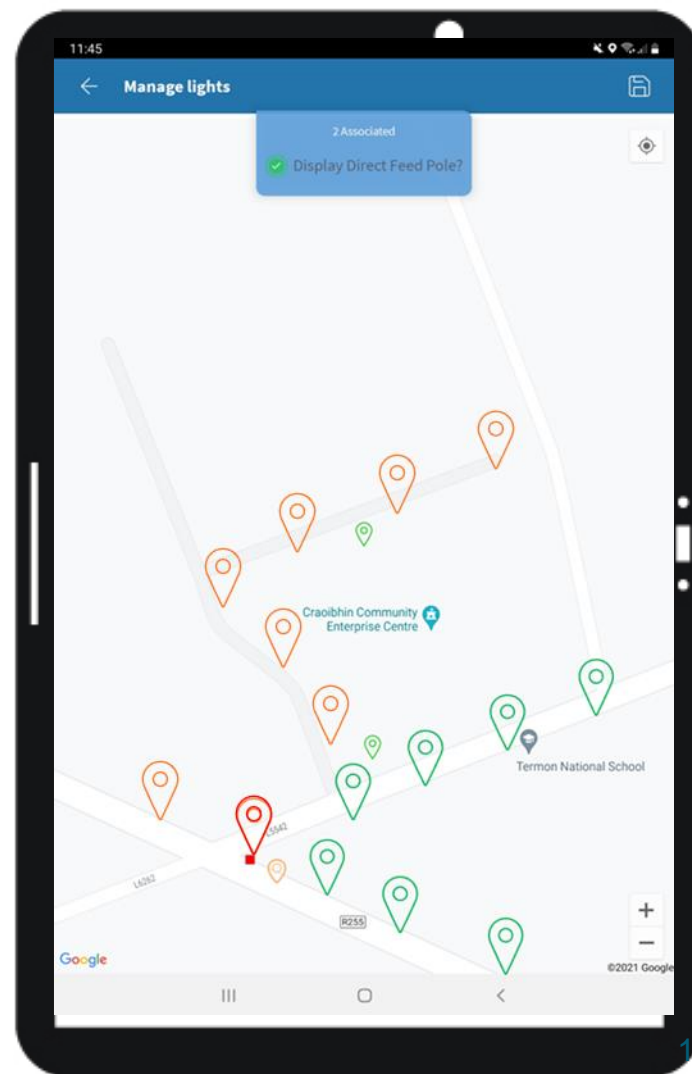 11:45
Manage lights
2 Associated
Display Direct Feed Pole?
Craoibhin Community
Enterprise Centre
Termon National School
L5542
L6262
R255
+
−
Google
©2021 Google
1